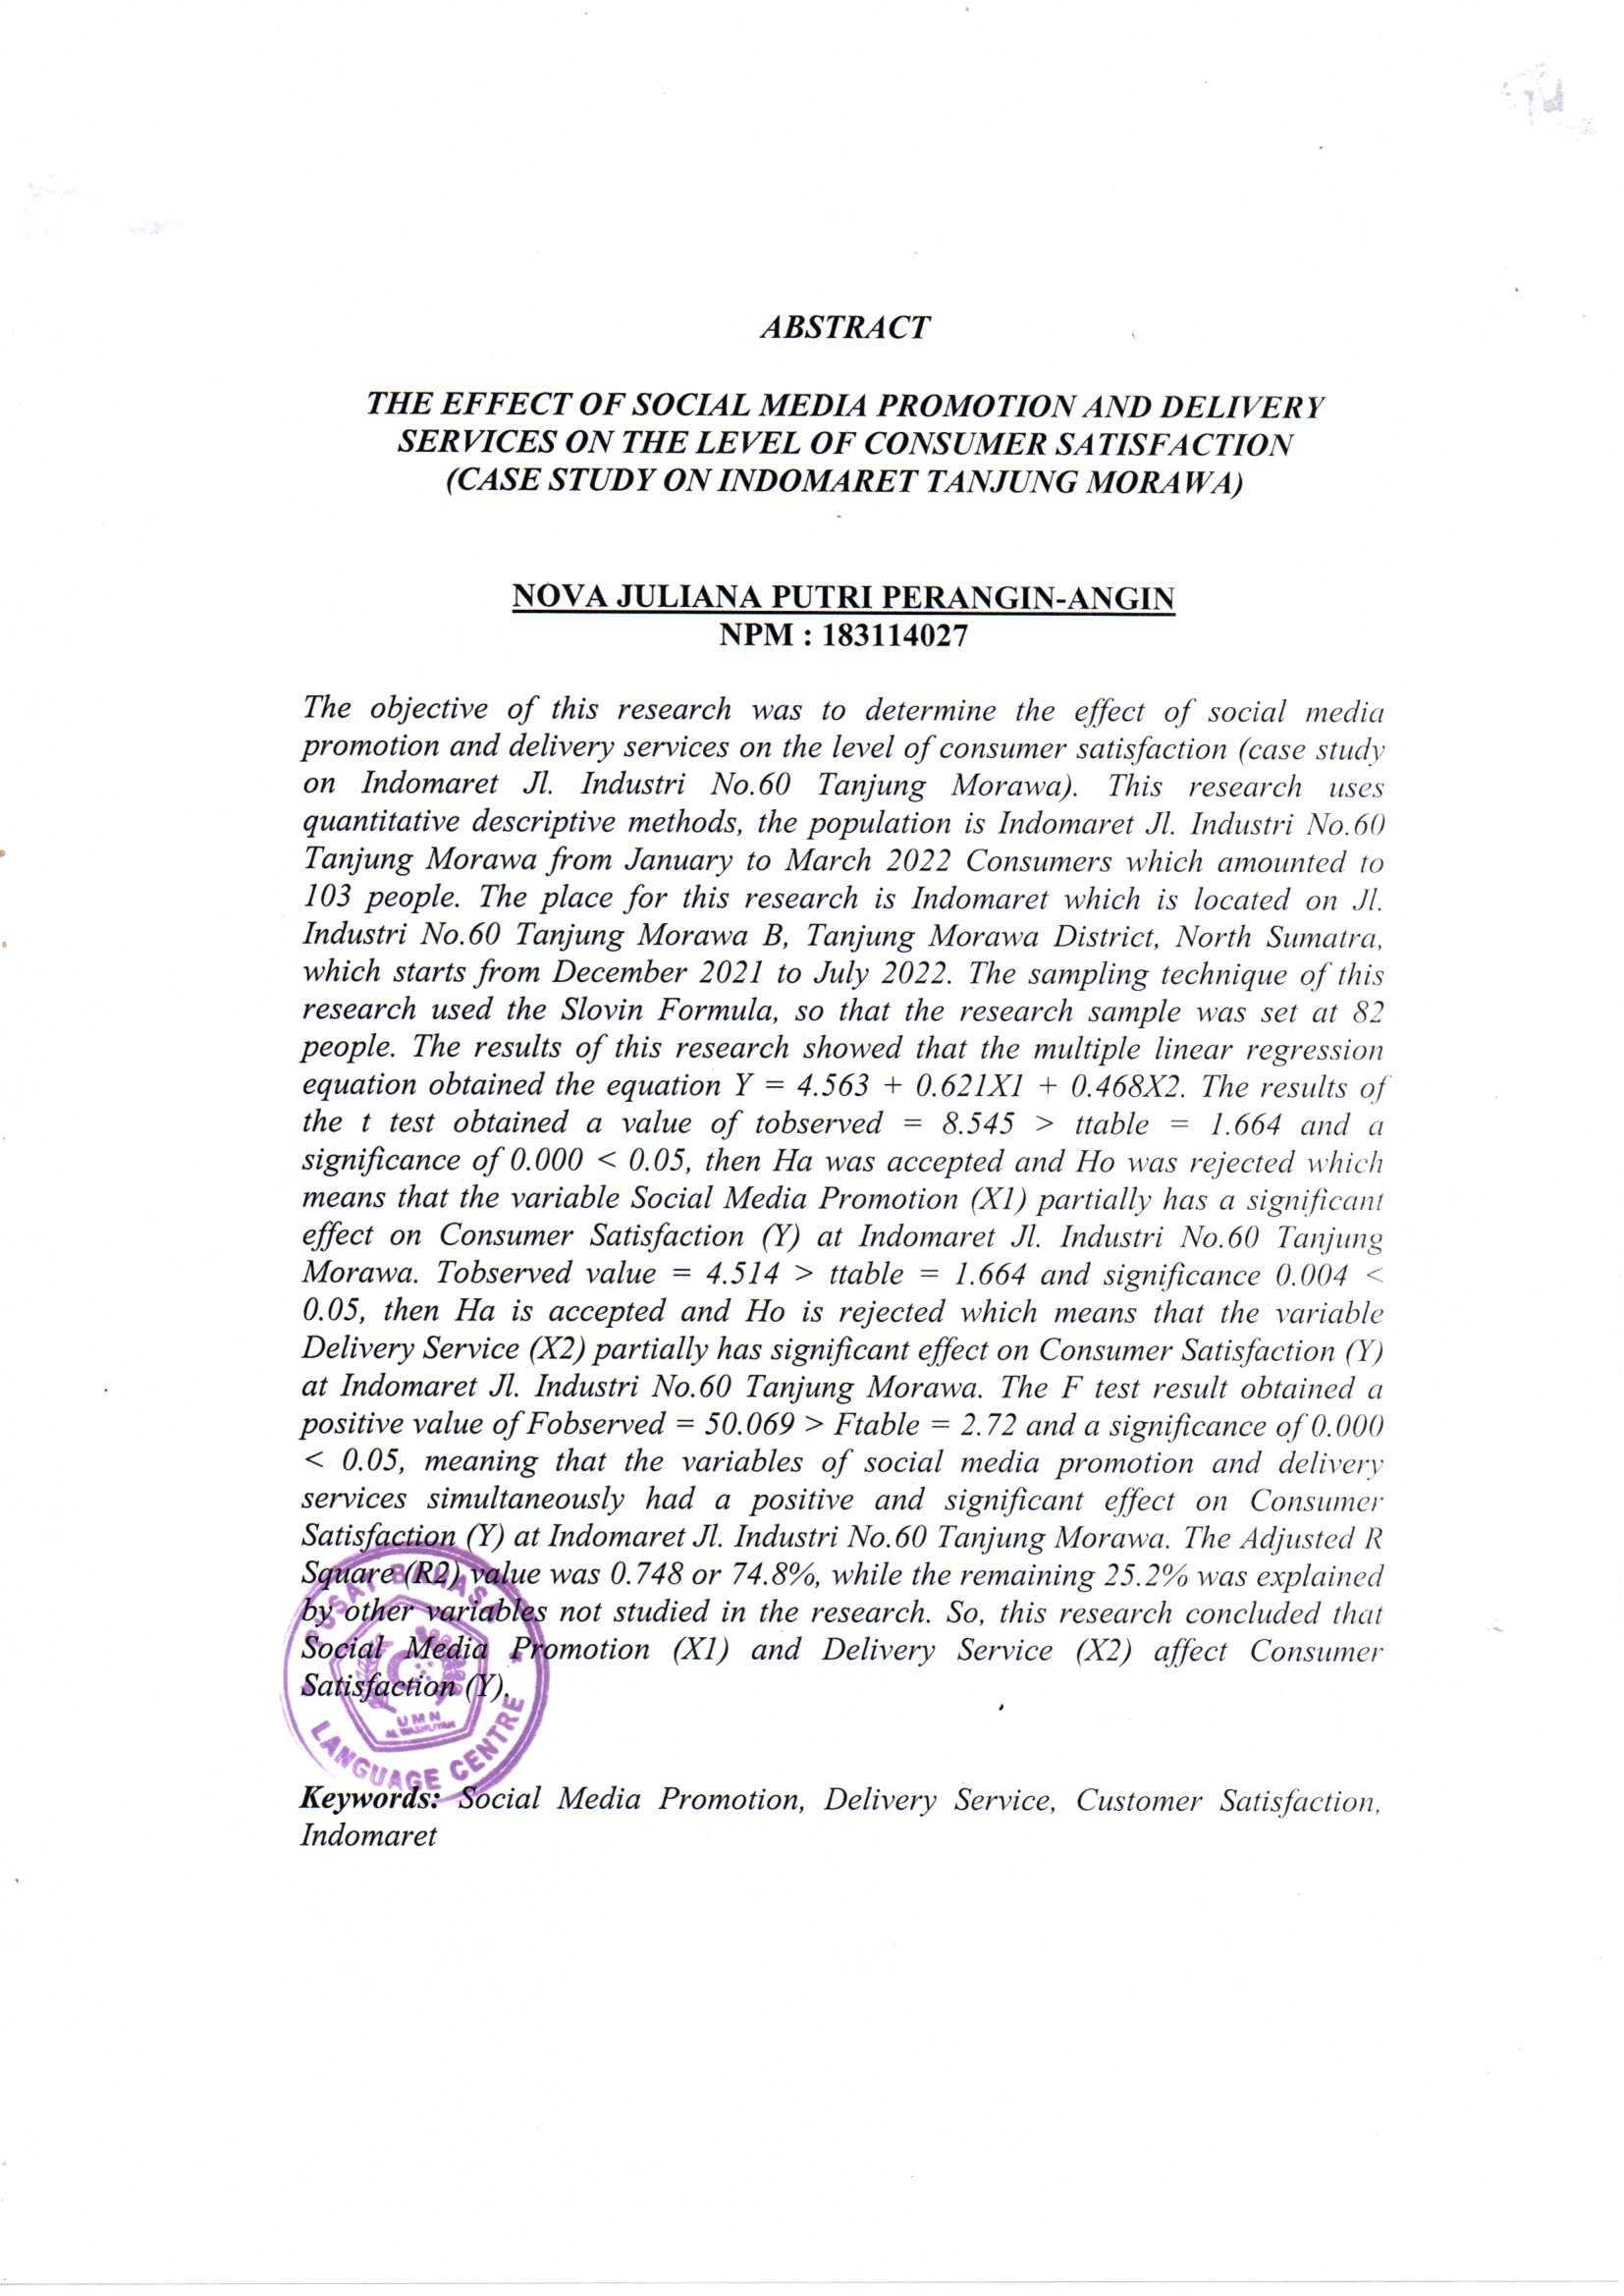 ABSTRACT
THE EFFECT OF SOCIAL MEDIA PROMOTION AND DELIVERY
SERVICES ON THE LEVEL OF CONSUMER SATISFACTION
(CASE STUDY ON INDOMARET TANJUNG MORAWA)
NOVA JULIANA PUTRI PERANGIN-ANGIN
NPM : 183114027
The objective of this research was to determine the effect of social media
promotion and delivery services on the level of consumer satisfaction (case study
on Indomaret Jl. Industri No.60 Tanjung Morawa). This research uses
quantitative descriptive methods, the population is Indomaret Jl. Industri No.60
Tanjung Morawa from January to March 2022 Consumers which amounted to
103 people. The place for this research is Indomaret which is located on Jl.
Industri No.60 Tanjung Morawa B, Tanjung Morawa District, North Sumatra,
which starts from December 2021 to July 2022. The sampling technique of this
research used the Slovin Formula, so that the research sample was set at 82
people. The results of this research showed that the multiple linear regression
equation obtained the equation Y = 4.563 + 0.621X1 + 0.468X2. The results of
the t test obtained a value of tobserved = 8.545 > ttable = 1.664 and a
significance of 0.000 < 0.05, then Ha was accepted and Ho was rejected which
means that the variable Social Media Promotion (X1) partially has a significant
effect on Consumer Satisfaction (Y) at Indomaret Jl. Industri No.60 Tanjung
Morawa. Tobserved value = 4.514 > ttable = 1.664 and significance 0.004 <
0.05, then Ha is accepted and Ho is rejected which means that the variable
Delivery Service (X2) partially has significant effect on Consumer Satisfaction (Y)
at Indomaret Jl. Industri No.60 Tanjung Morawa. The F test result obtained a
positive value of Fobserved = 50.069 > Ftable = 2.72 and a significance of 0.000
< 0.05, meaning that the variables of social media promotion and delivery
services simultaneously had a positive and significant effect on Consumer
Satisfaction (Y) at Indomaret Jl. Industri No.60 Tanjung Morawa. The Adjusted R
Square (R2) value was 0.748 or 74.8%, while the remaining 25.2% was explained
by other variables not studied in the research. So, this research concluded that
Social Media Promotion (X1) and Delivery Service (X2) affect Consumer
Satisfaction (Y).
PUSAT BAHASA
UMN
AL WASHLIYAH
LANGUAGE CENTRE
Keywords: Social Media Promotion, Delivery Service, Customer Satisfaction,
Indomaret